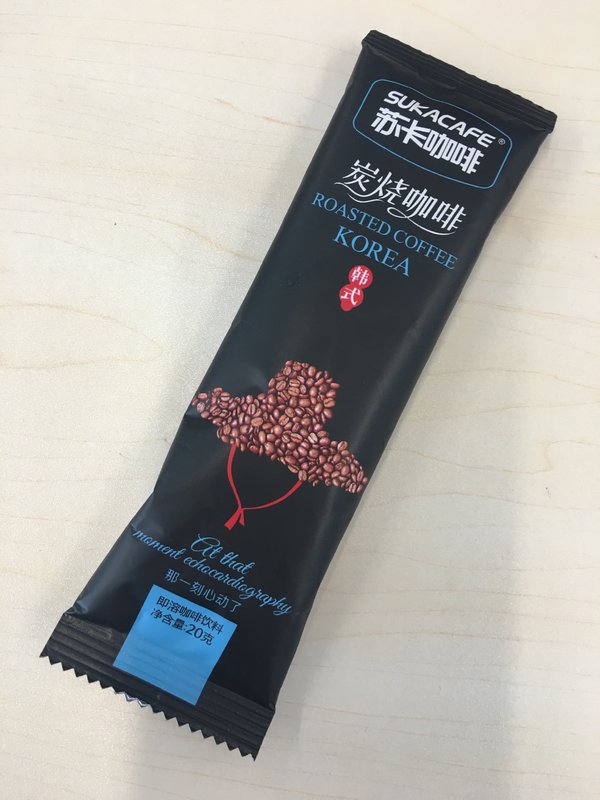 SUKACAFE®
苏卡咖啡
炭烧咖啡
ROASTED COFFEE
KOREA
韩
式
At that
moment echocardiography
那一刻心动了
即溶咖啡饮料
净含量:20克